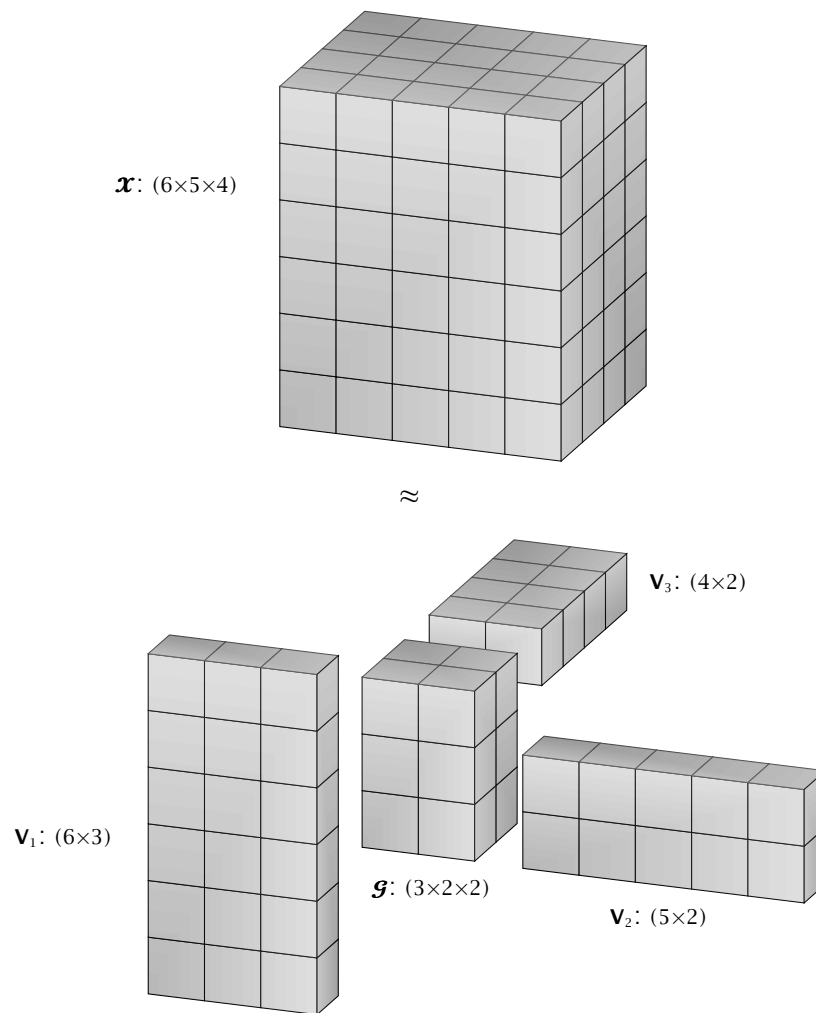 𝓧: (6×5×4)
≈
V₃: (4×2)
V₁: (6×3)
𝓖: (3×2×2)
V₂: (5×2)